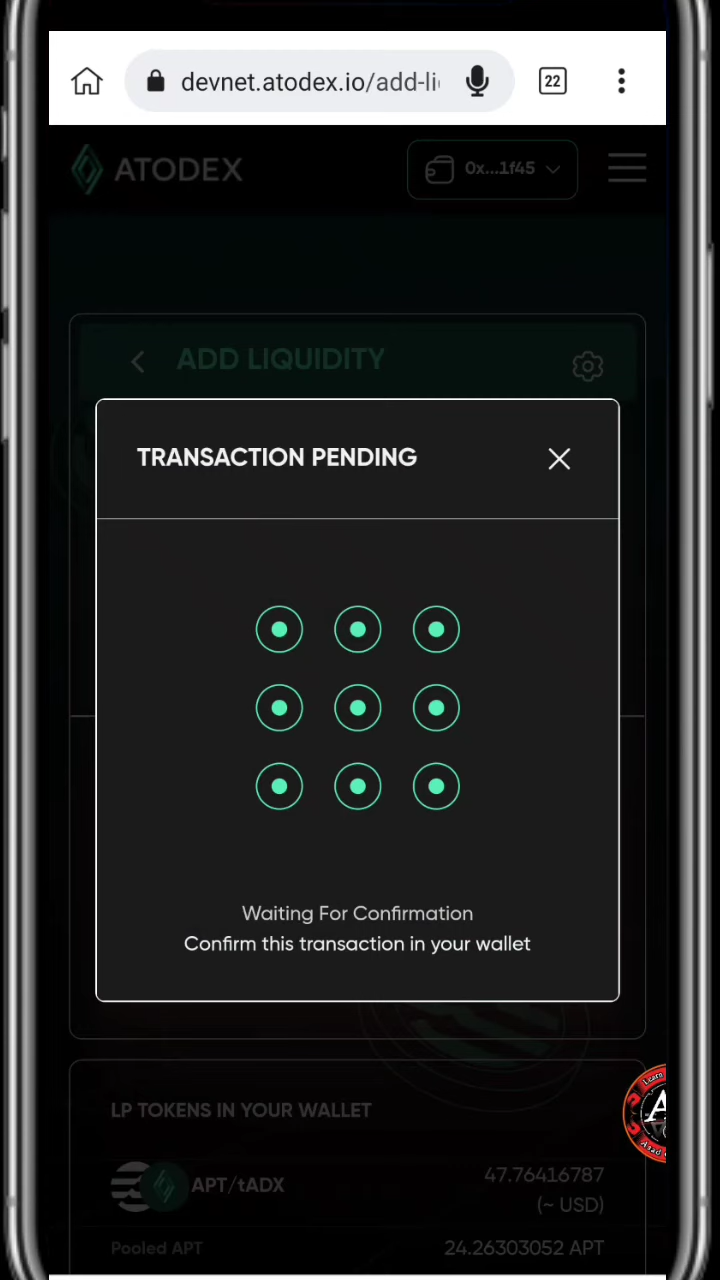 devnet.atodex.io/add-li
22
ATODEX
0x...1f45
ADD LIQUIDITY
TRANSACTION PENDING
Waiting For Confirmation
Confirm this transaction in your wallet
LP TOKENS IN YOUR WALLET
APT/tADX
47.76416787
(~ USD)
Pooled APT
24.26303052 APT
Learn